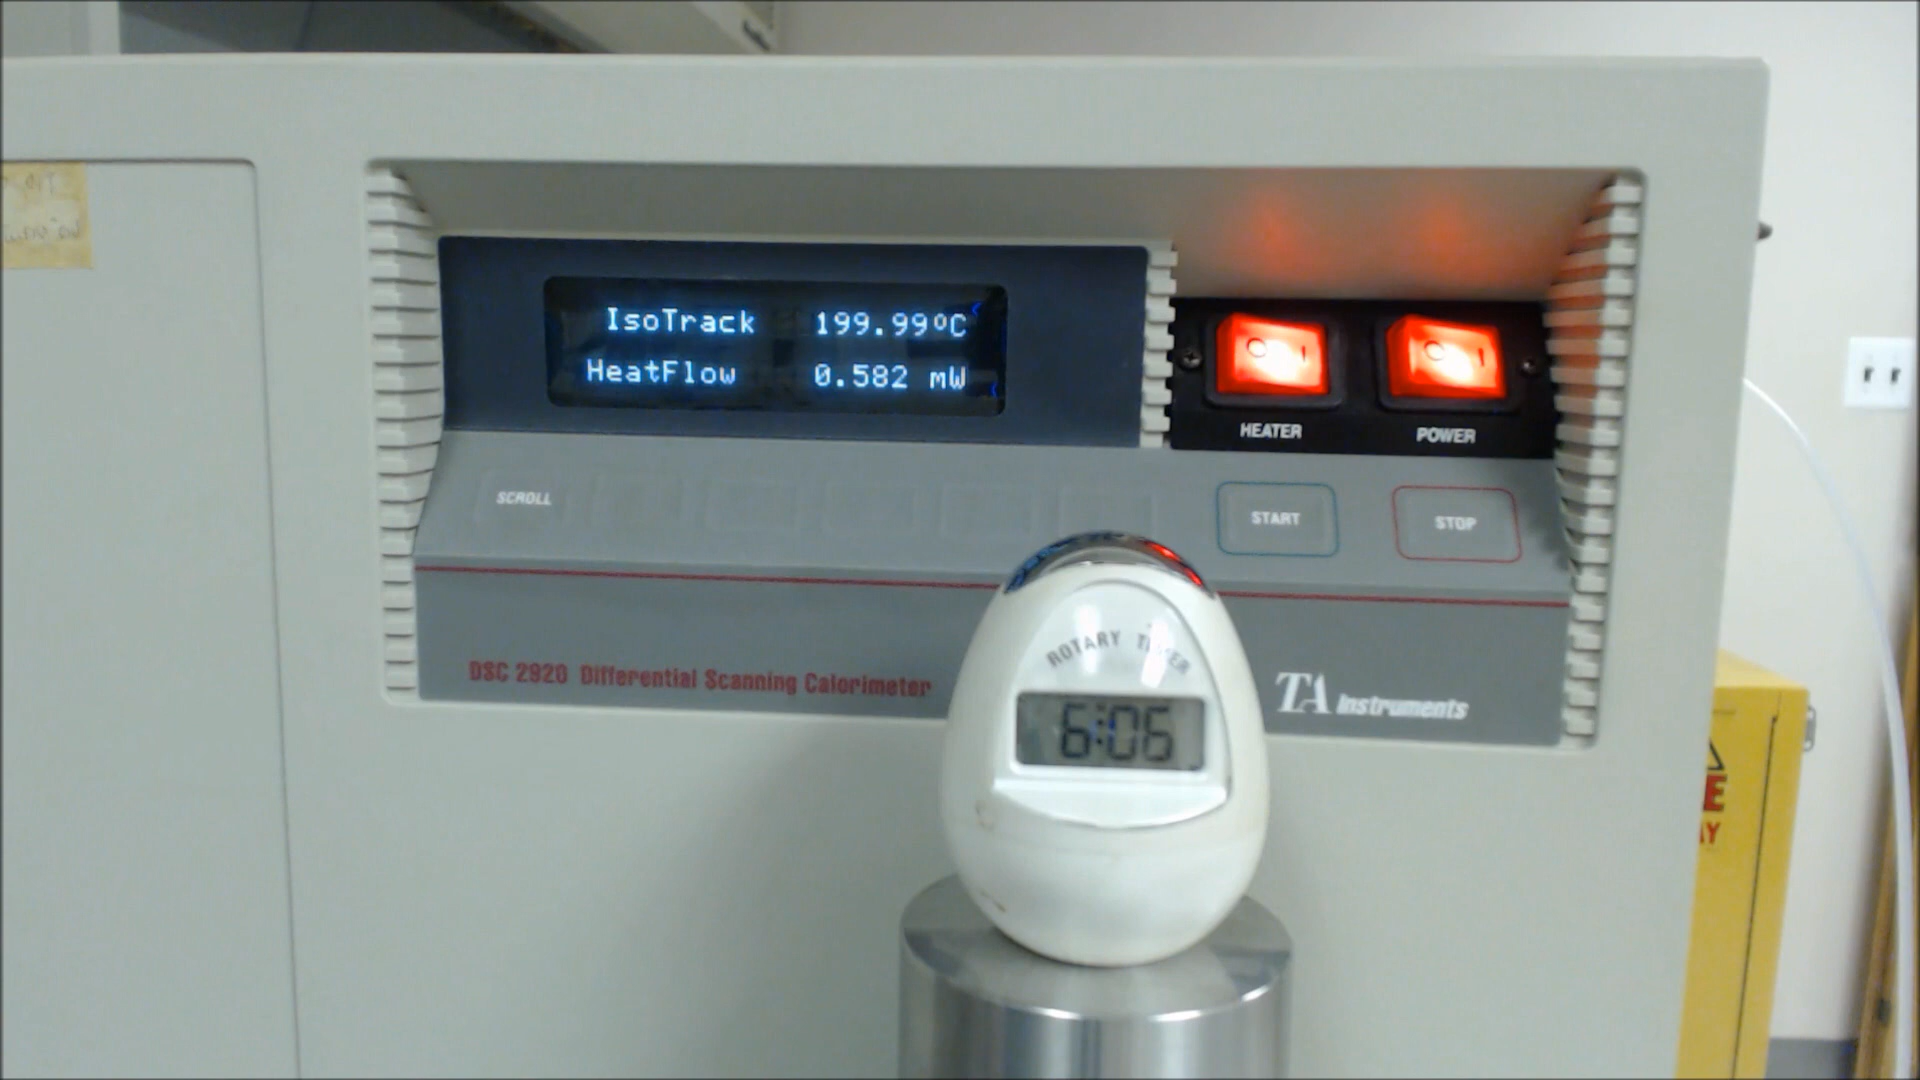 IsoTrack 199.99ºC
HeatFlow 0.582 mW
HEATER
POWER
SCROLL
START
STOP
DSC 2920 Differential Scanning Calorimeter
TA Instruments
ROTARY TIMER
6:05